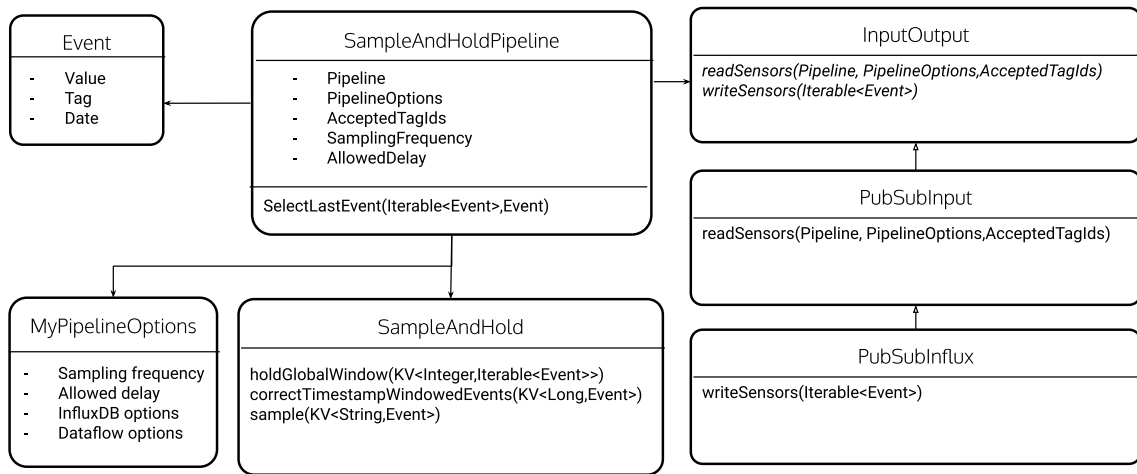 Event
- Value
- Tag
- Date
SampleAndHoldPipeline
- Pipeline
- PipelineOptions
- AcceptedTagIds
- SamplingFrequency
- AllowedDelay
SelectLastEvent(Iterable<Event>,Event)
InputOutput
readSensors(Pipeline, PipelineOptions,AcceptedTagIds)
writeSensors(Iterable<Event>)
PubSubInput
readSensors(Pipeline, PipelineOptions,AcceptedTagIds)
MyPipelineOptions
- Sampling frequency
- Allowed delay
- InfluxDB options
- Dataflow options
SampleAndHold
holdGlobalWindow(KV<Integer,Iterable<Event>>)
correctTimestampWindowedEvents(KV<Long,Event>)
sample(KV<String,Event>)
PubSubInflux
writeSensors(Iterable<Event>)